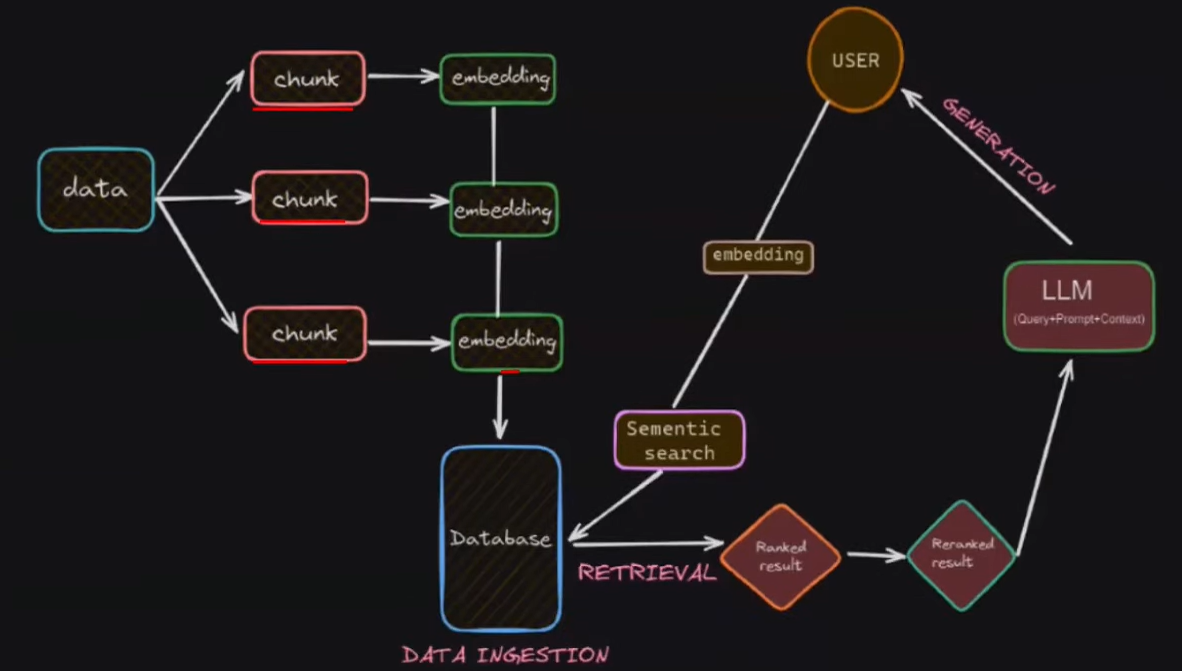 data
chunk
chunk
chunk
embedding
embedding
embedding
Database
DATA INGESTION
USER
embedding
Sementic
search
RETRIEVAL
Ranked
result
Reranked
result
LLM
(Query+Prompt+Context)
GENERATION